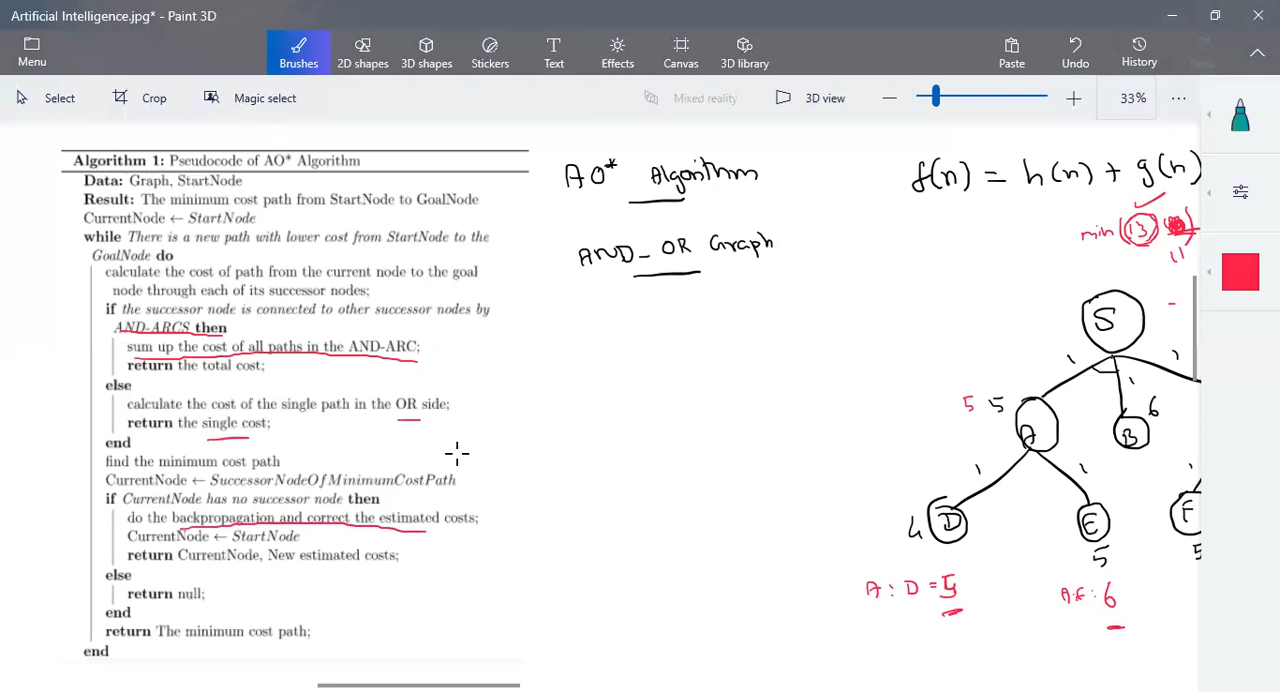 Artificial Intelligence.jpg* - Paint 3D
Menu
Brushes
2D shapes
3D shapes
Stickers
Text
Effects
Canvas
3D library
Paste
Undo
History
Select
Crop
Magic select
Mixed reality
3D view
33%
Algorithm 1: Pseudocode of AO* Algorithm
Data: Graph, StartNode
Result: The minimum cost path from StartNode to GoalNode
CurrentNode ← StartNode
while There is a new path with lower cost from StartNode to the
GoalNode do
calculate the cost of path from the current node to the goal
node through each of its successor nodes;
if the successor node is connected to other successor nodes by
AND-ARCS then
sum up the cost of all paths in the AND-ARC;
return the total cost;
else
calculate the cost of the single path in the OR side;
return the single cost;
end
find the minimum cost path
CurrentNode ← SuccessorNodeOfMinimumCostPath
if CurrentNode has no successor node then
do the backpropagation and correct the estimated costs;
CurrentNode ← StartNode
return CurrentNode, New estimated costs;
else
return null;
end
return The minimum cost path;
end
AO* Algorithm
AND-OR Graph
f(n) = h(n) + g(n)
min 13
11
S
1 1 1
5 5 6
A B
1 1 1
4 D E F
5 5
A : D = 5
A:E : 6